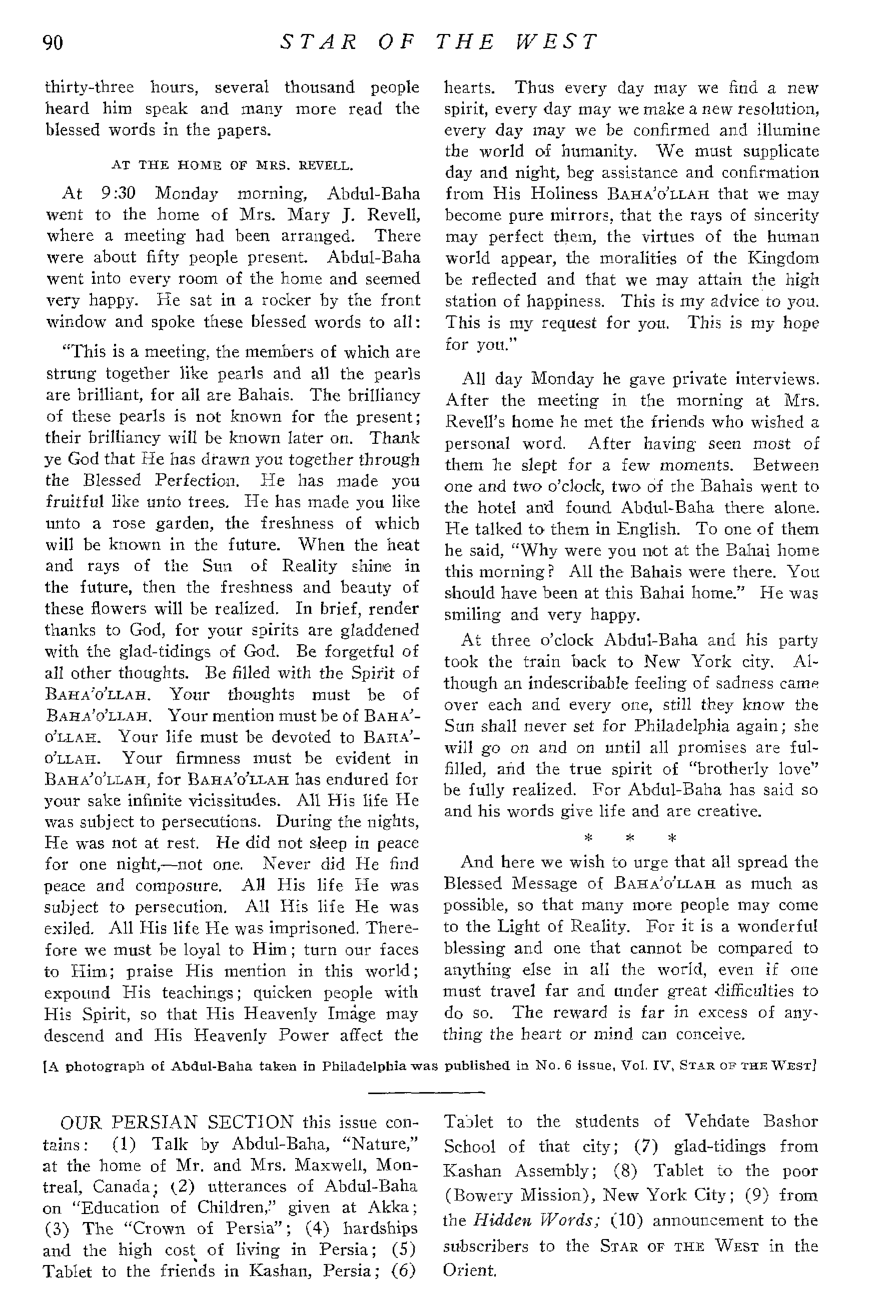 90
STAR OF THE WEST
thirty-three hours, several thousand people
heard him speak and many more read the
blessed words in the papers.
AT THE HOME OF MRS. REVELL.
At 9:30 Monday morning, Abdul-Baha
went to the home of Mrs. Mary J. Revell,
where a meeting had been arranged. There
were about fifty people present. Abdul-Baha
went into every room of the home and seemed
very happy. He sat in a rocker by the front
window and spoke these blessed words to all:
"This is a meeting, the members of which are
strung together like pearls and all the pearls
are brilliant, for all are Bahais. The brilliancy
of these pearls is not known for the present;
their brilliancy will be known later on. Thank
ye God that He has drawn you together through
the Blessed Perfection. He has made you
fruitful like unto trees. He has made you like
unto a rose garden, the freshness of which
will be known in the future. When the heat
and rays of the Sun of Reality shine in
the future, then the freshness and beauty of
these flowers will be realized. In brief, render
thanks to God, for your spirits are gladdened
with the glad-tidings of God. Be forgetful of
all other thoughts. Be filled with the Spirit of
BAHA'O'LLAH. Your thoughts must be of
BAHA'O'LLAH. Your mention must be of BAHA'-
O'LLAH. Your life must be devoted to BAHA'-
O'LLAH. Your firmness must be evident in
BAHA'O'LLAH, for BAHA'O'LLAH has endured for
your sake infinite vicissitudes. All His life He
was subject to persecutions. During the nights,
He was not at rest. He did not sleep in peace
for one night,—not one. Never did He find
peace and composure. All His life He was
subject to persecution. All His life He was
exiled. All His life He was imprisoned. There-
fore we must be loyal to Him; turn our faces
to Him; praise His mention in this world;
expound His teachings; quicken people with
His Spirit, so that His Heavenly Image may
descend and His Heavenly Power affect the
hearts. Thus every day may we find a new
spirit, every day may we make a new resolution,
every day may we be confirmed and illumine
the world of humanity. We must supplicate
day and night, beg assistance and confirmation
from His Holiness BAHA'O'LLAH that we may
become pure mirrors, that the rays of sincerity
may perfect them, the virtues of the human
world appear, the moralities of the Kingdom
be reflected and that we may attain the high
station of happiness. This is my advice to you.
This is my request for you. This is my hope
for you."
All day Monday he gave private interviews.
After the meeting in the morning at Mrs.
Revell's home he met the friends who wished a
personal word. After having seen most of
them he slept for a few moments. Between
one and two o'clock, two of the Bahais went to
the hotel and found Abdul-Baha there alone.
He talked to them in English. To one of them
he said, "Why were you not at the Bahai home
this morning? All the Bahais were there. You
should have been at this Bahai home." He was
smiling and very happy.
At three o'clock Abdul-Baha and his party
took the train back to New York city. Al-
though an indescribable feeling of sadness came
over each and every one, still they know the
Sun shall never set for Philadelphia again; she
will go on and on until all promises are ful-
filled, and the true spirit of "brotherly love"
be fully realized. For Abdul-Baha has said so
and his words give life and are creative.
* * *
And here we wish to urge that all spread the
Blessed Message of BAHA'O'LLAH as much as
possible, so that many more people may come
to the Light of Reality. For it is a wonderful
blessing and one that cannot be compared to
anything else in all the world, even if one
must travel far and under great difficulties to
do so. The reward is far in excess of any-
thing the heart or mind can conceive.
[A photograph of Abdul-Baha taken in Philadelphia was published in No. 6 issue, Vol. IV, STAR OF THE WEST]
OUR PERSIAN SECTION this issue con-
tains: (1) Talk by Abdul-Baha, "Nature,"
at the home of Mr. and Mrs. Maxwell, Mon-
treal, Canada; (2) utterances of Abdul-Baha
on "Education of Children," given at Akka;
(3) The "Crown of Persia"; (4) hardships
and the high cost of living in Persia; (5)
Tablet to the friends in Kashan, Persia; (6)
Tablet to the students of Vehdate Bashor
School of that city; (7) glad-tidings from
Kashan Assembly; (8) Tablet to the poor
(Bowery Mission), New York City; (9) from
the Hidden Words; (10) announcement to the
subscribers to the STAR OF THE WEST in the
Orient.